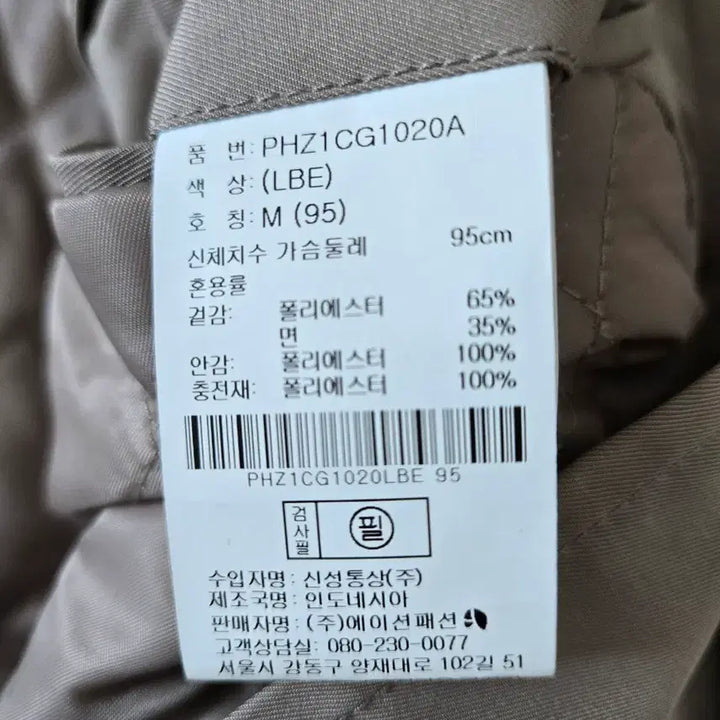 품 번: PHZ1CG1020A
색 상: (LBE)
호 칭: M (95)
신체치수 가슴둘레 95cm
혼용률
겉감: 폴리에스터 65%
면 35%
안감: 폴리에스터 100%
충전재: 폴리에스터 100%
PHZ1CG1020LBE 95
검사필 필
수입자명: 신성통상(주)
제조국명: 인도네시아
판매자명: (주)에이션패션
고객상담실: 080-230-0077
서울시 강동구 양재대로 102길 51